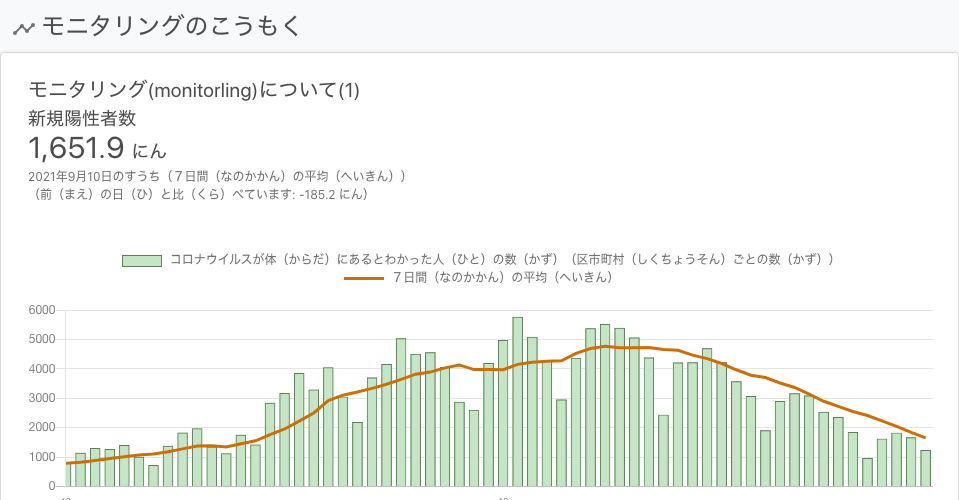 モニタリングのこうもく
モニタリング(monitorling)について(1)
新規陽性者数
1,651.9 にん
2021年9月10日のすうち（７日間（なのかかん）の平均（へいきん））
（前（まえ）の日（ひ）と比（くら）べています: -185.2 にん）
コロナウイルスが体（からだ）にあるとわかった人（ひと）の数（かず）（区市町村（しくちょうそん）ごとの数（かず））
７日間（なのかかん）の平均（へいきん）
6000
5000
4000
3000
2000
1000
0